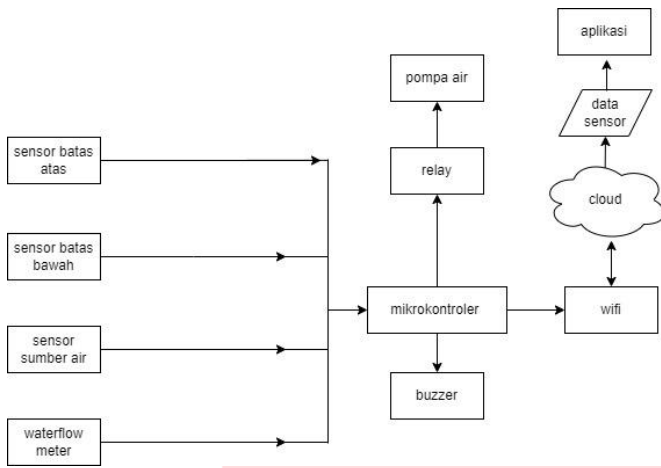 aplikasi
pompa air
data
sensor
sensor batas
atas
relay
cloud
sensor batas
bawah
mikrokontroler
wifi
sensor
sumber air
buzzer
waterflow
meter